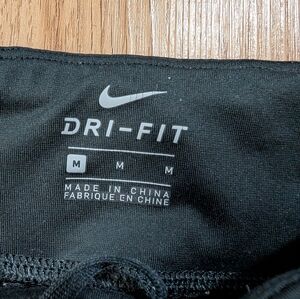 DRI-FIT
M M M
MADE IN CHINA
FABRIQUE EN CHINE